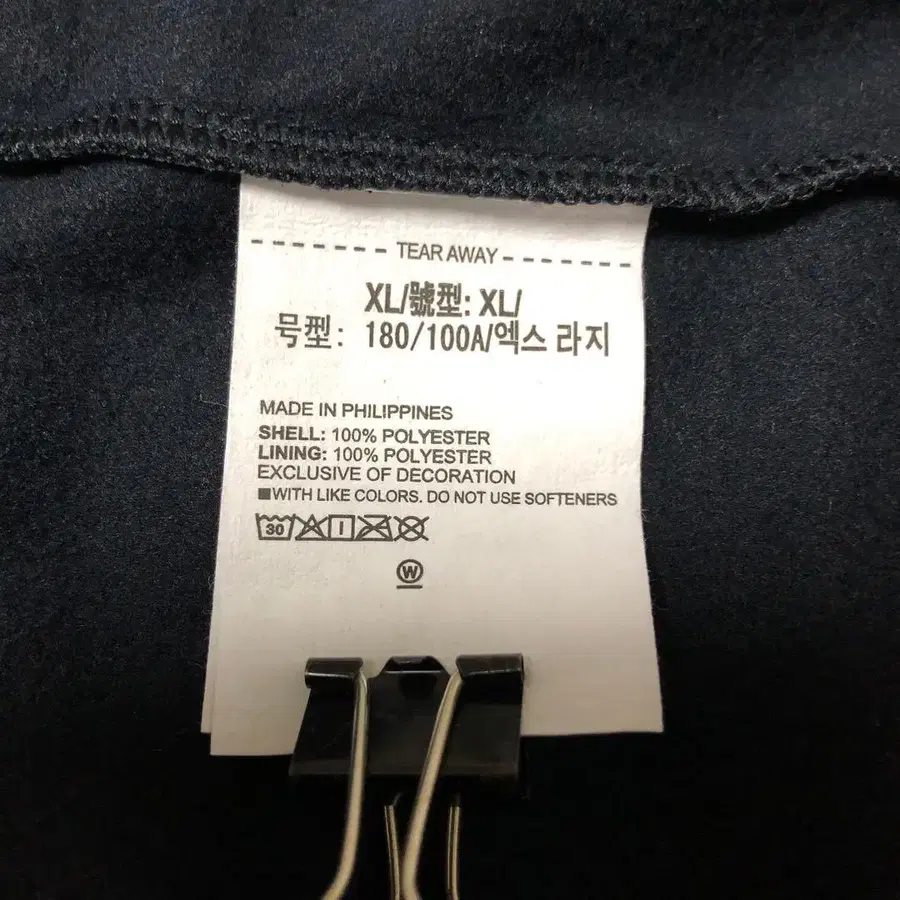 TEAR AWAY
XL/號型: XL/
号型: 180/100A/엑스 라지
MADE IN PHILIPPINES
SHELL: 100% POLYESTER
LINING: 100% POLYESTER
EXCLUSIVE OF DECORATION
■WITH LIKE COLORS. DO NOT USE SOFTENERS
30
W